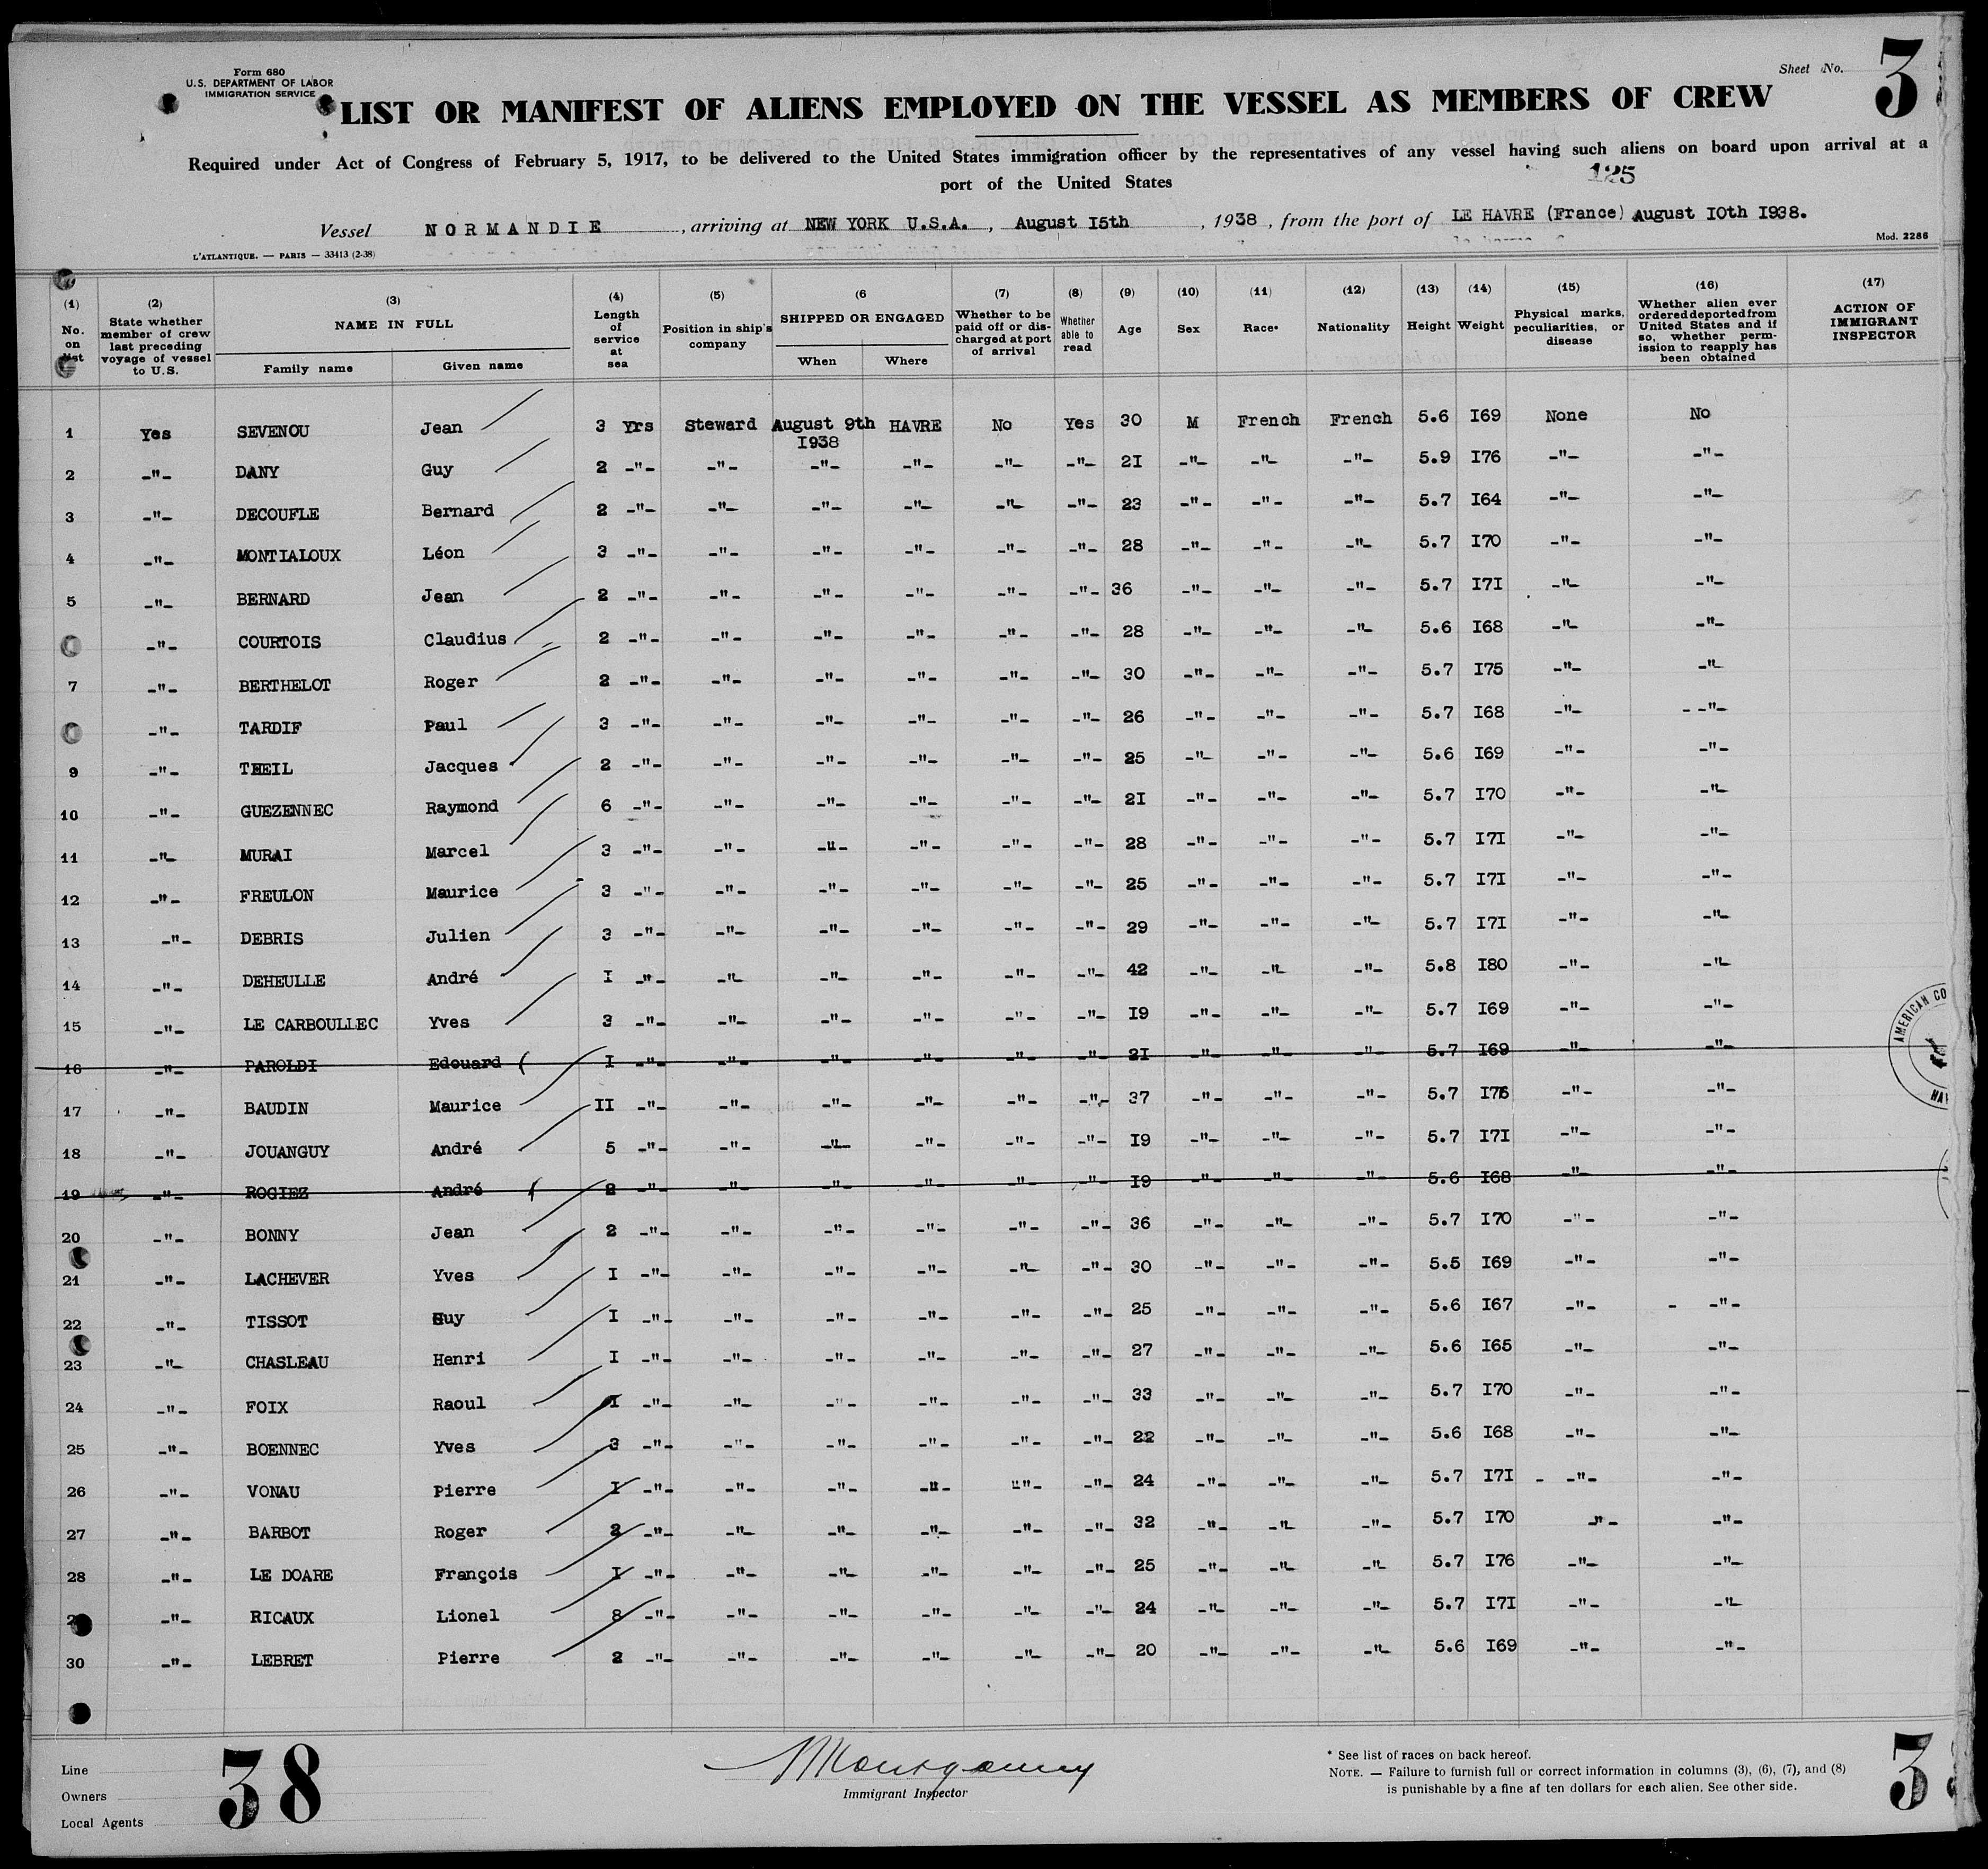 Form 680
U.S. DEPARTMENT OF LABOR
IMMIGRATION SERVICE
Sheet No. 3
LIST OR MANIFEST OF ALIENS EMPLOYED ON THE VESSEL AS MEMBERS OF CREW
Required under Act of Congress of February 5, 1917, to be delivered to the United States immigration officer by the representatives of any vessel having such aliens on board upon arrival at a
port of the United States
125
Vessel NORMANDIE, arriving at NEW YORK U.S.A., August I5th, 1938, from the port of LE HAVRE (France) August I0th I938.
L'ATLANTIQUE. — PARIS — 33413 (2-38)
Mod. 2286
(1) No. on list (2) State whether member of crew last preceding voyage of vessel to U.S. (3) NAME IN FULL Family name Given name (4) Length of service at sea (5) Position in ship's company (6 SHIPPED OR ENGAGED When Where (7) Whether to be paid off or discharged at port of arrival (8) Whether able to read (9) Age (10) Sex (11) Race* (12) Nationality (13) Height (14) Weight (15) Physical marks, peculiarities, or disease (16) Whether alien ever ordered deported from United States and if so, whether permission to reapply has been obtained (17) ACTION OF IMMIGRANT INSPECTOR
1 Yes SEVENOU Jean 3 Yrs Steward August 9th I938 HAVRE No Yes 30 M French French 5.6 I69 None No
2 -"- DANY Guy 2 -"- -"- -"- -"- -"- -"- 2I -"- -"- -"- 5.9 I76 -"- -"-
3 -"- DECOUFLE Bernard 2 -"- -"- -"- -"- -"- -"- 23 -"- -"- -"- 5.7 I64 -"- -"-
4 -"- MONTIALOUX Léon 3 -"- -"- -"- -"- -"- -"- 28 -"- -"- -"- 5.7 I70 -"- -"-
5 -"- BERNARD Jean 2 -"- -"- -"- -"- -"- -"- 36 -"- -"- -"- 5.7 I7I -"- -"-
-"- COURTOIS Claudius 2 -"- -"- -"- -"- -"- -"- 28 -"- -"- -"- 5.6 I68 -"- -"-
7 -"- BERTHELOT Roger 2 -"- -"- -"- -"- -"- -"- 30 -"- -"- -"- 5.7 I75 -"- -"-
-"- TARDIF Paul 3 -"- -"- -"- -"- -"- -"- 26 -"- -"- -"- 5.7 I68 -"- --"-
9 -"- THEIL Jacques 2 -"- -"- -"- -"- -"- -"- 25 -"- -"- -"- 5.6 I69 -"- -"-
10 -"- GUEZENNEC Raymond 6 -"- -"- -"- -"- -"- -"- 2I -"- -"- -"- 5.7 I70 -"- -"-
11 -"- MURAI Marcel 3 -"- -"- -"- -"- -"- -"- 28 -"- -"- -"- 5.7 I7I -"- -"-
12 -"- FREULON Maurice 3 -"- -"- -"- -"- -"- -"- 25 -"- -"- -"- 5.7 I7I -"- -"-
13 -"- DEBRIS Julien 3 -"- -"- -"- -"- -"- -"- 29 -"- -"- -"- 5.7 I7I -"- -"-
14 -"- DEHEULLE André I -"- -"- -"- -"- -"- -"- 42 -"- -"- -"- 5.8 I80 -"- -"-
15 -"- LE CARBOULLEC Yves 3 -"- -"- -"- -"- -"- -"- I9 -"- -"- -"- 5.7 I69 -"- -"-
16 -"- PAROLDI Edouard ( I -"- -"- -"- -"- -"- -"- 2I -"- -"- -"- 5.7 I69 -"- -"-
17 -"- BAUDIN Maurice II -"- -"- -"- -"- -"- -"- 37 -"- -"- -"- 5.7 I76 -"- -"-
18 -"- JOUANGUY André 5 -"- -"- -"- -"- -"- -"- I9 -"- -"- -"- 5.7 I7I -"- -"-
19 -"- ROGIEZ André ( 2 -"- -"- -"- -"- -"- -"- I9 -"- -"- -"- 5.6 I68 -"- -"-
20 -"- BONNY Jean 2 -"- -"- -"- -"- -"- -"- 36 -"- -"- -"- 5.7 I70 -"- -"-
21 -"- LACHEVER Yves I -"- -"- -"- -"- -"- -"- 30 -"- -"- -"- 5.5 I69 -"- -"-
22 -"- TISSOT Guy I -"- -"- -"- -"- -"- -"- 25 -"- -"- -"- 5.6 I67 -"- - -"-
23 -"- CHASLEAU Henri I -"- -"- -"- -"- -"- -"- 27 -"- -"- -"- 5.6 I65 -"- -"-
24 -"- FOIX Raoul I -"- -"- -"- -"- -"- -"- 33 -"- -"- -"- 5.7 I70 -"- -"-
25 -"- BOENNEC Yves 3 -"- -"- -"- -"- -"- -"- 22 -"- -"- -"- 5.6 I68 -"- -"-
26 -"- VONAU Pierre I -"- -"- -"- -"- -"- -"- 24 -"- -"- -"- 5.7 I7I - -"- -"-
27 -"- BARBOT Roger 2 -"- -"- -"- -"- -"- -"- 32 -"- -"- -"- 5.7 I70 -"- -"-
28 -"- LE DOARE François I -"- -"- -"- -"- -"- -"- 25 -"- -"- -"- 5.7 I76 -"- -"-
-"- RICAUX Lionel 8 -"- -"- -"- -"- -"- -"- 24 -"- -"- -"- 5.7 I7I -"- -"-
30 -"- LEBRET Pierre 2 -"- -"- -"- -"- -"- -"- 20 -"- -"- -"- 5.6 I69 -"- -"-
AMERICAN CO
HA
Line
Owners
Local Agents
38
Montgomery
Immigrant Inspector
* See list of races on back hereof.
NOTE. — Failure to furnish full or correct information in columns (3), (6), (7), and (8)
is punishable by a fine af ten dollars for each alien. See other side.
3